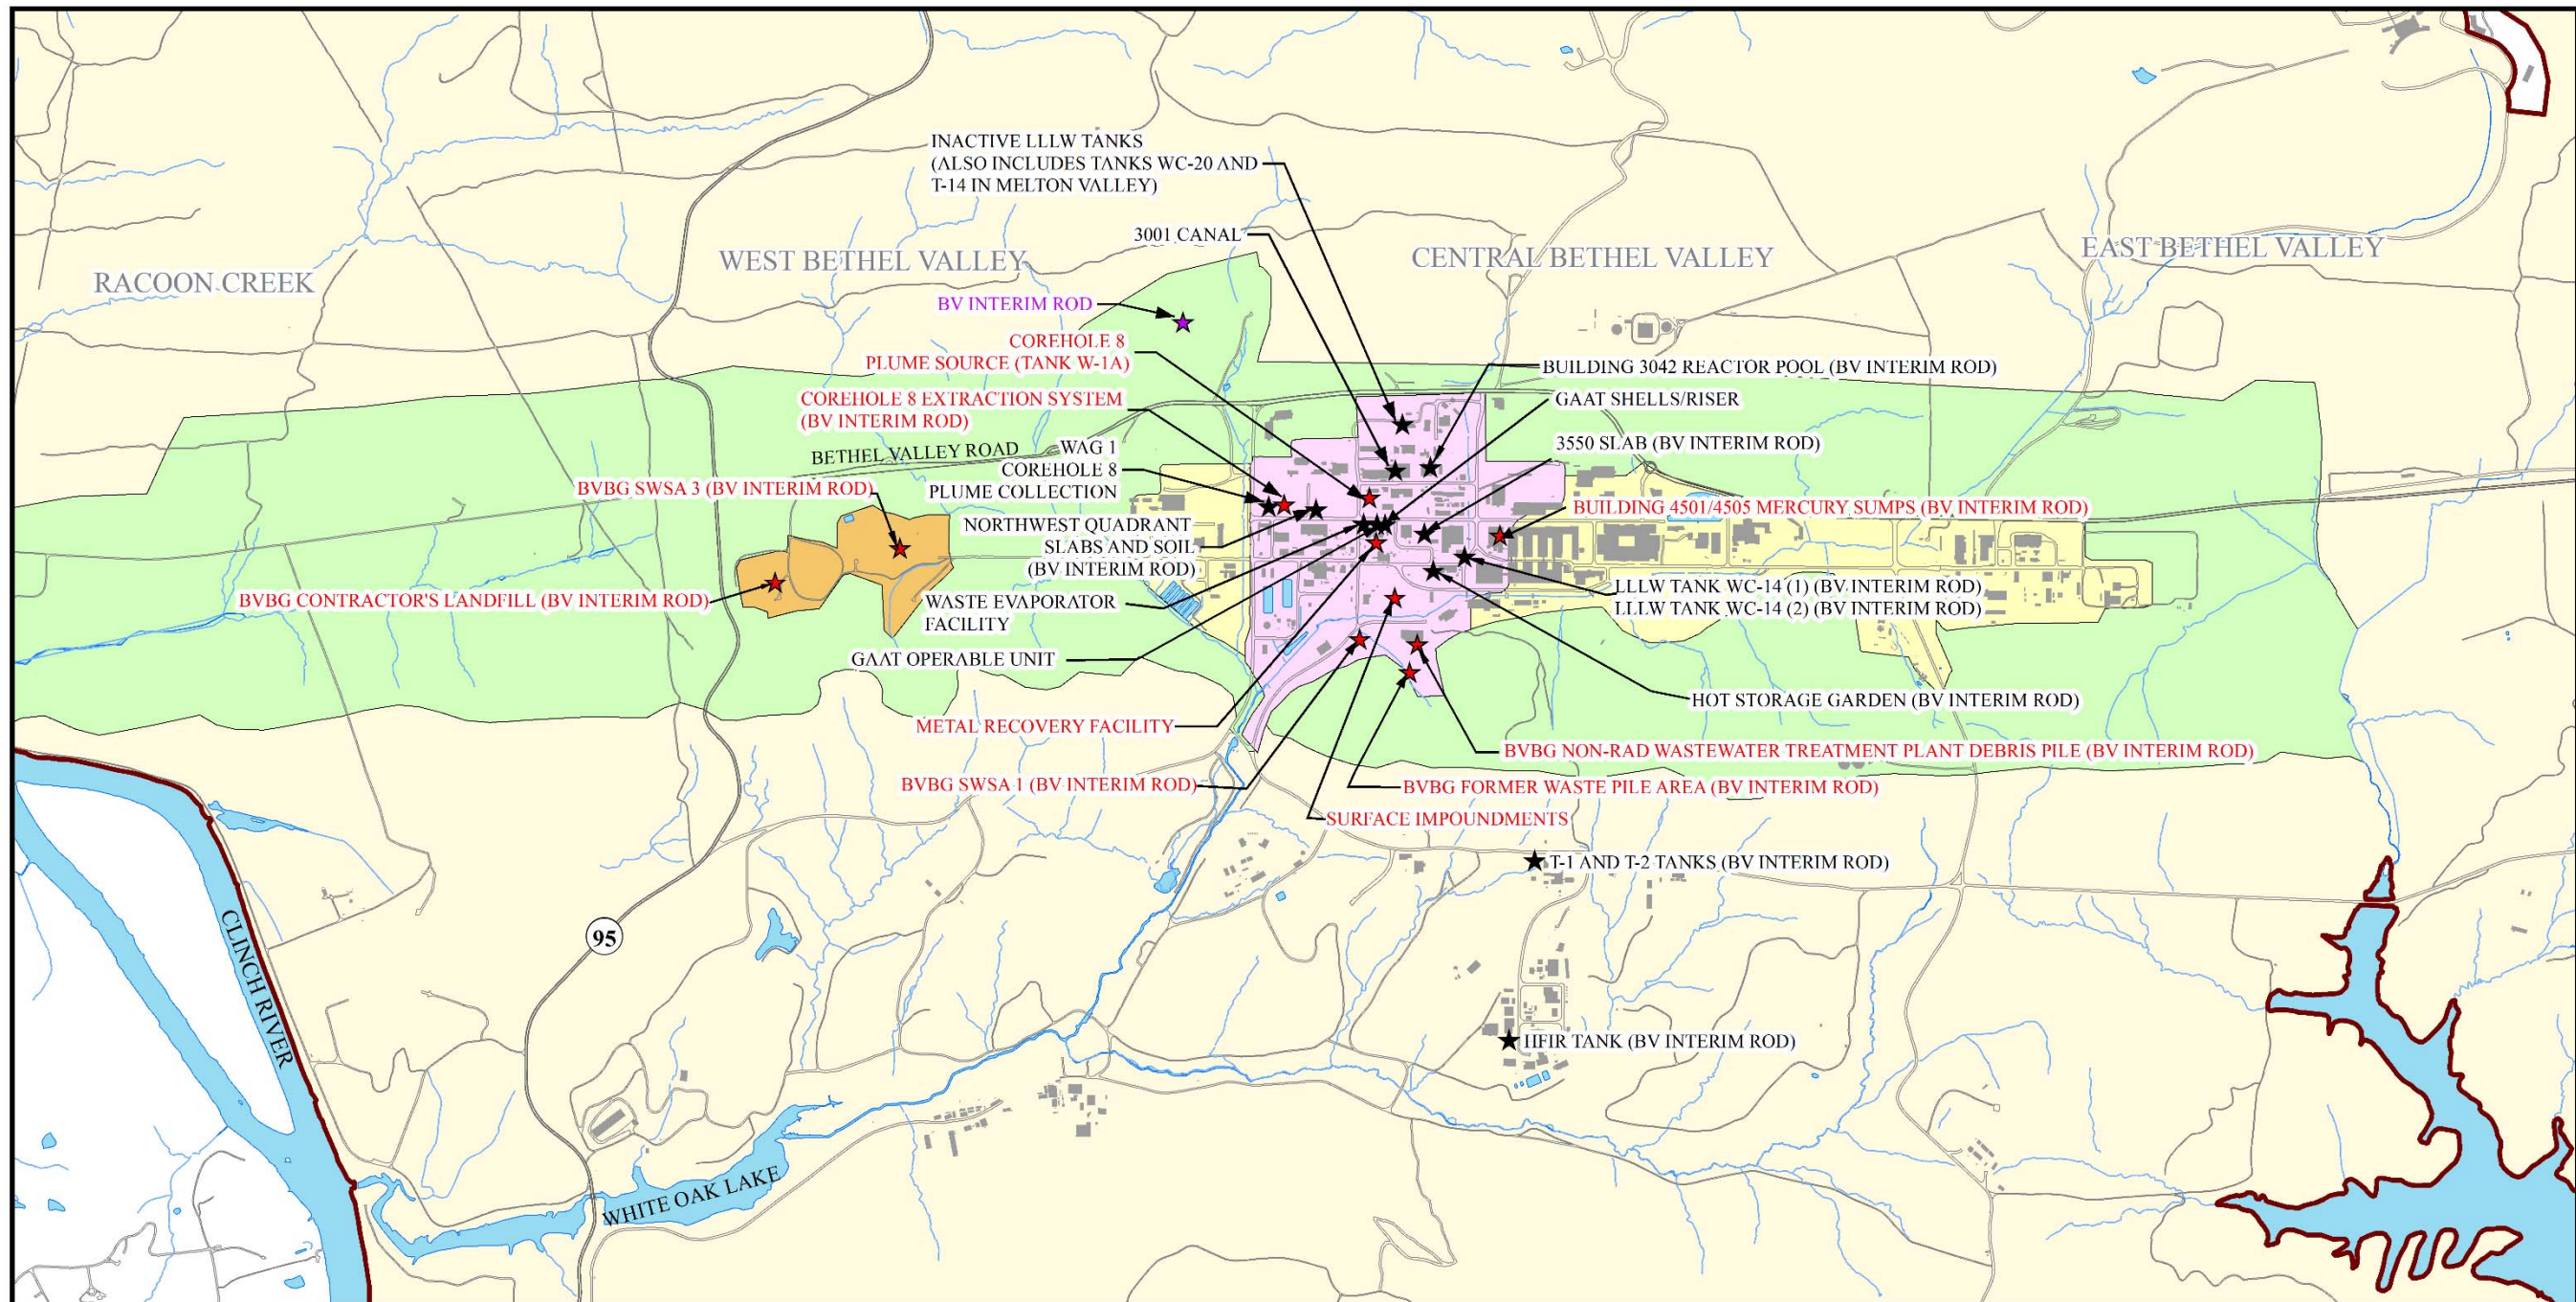 INACTIVE LLLW TANKS
(ALSO INCLUDES TANKS WC-20 AND
T-14 IN MELTON VALLEY)
3001 CANAL
RACOON CREEK
WEST BETHEL VALLEY
CENTRAL BETHEL VALLEY
EAST BETHEL VALLEY
BV INTERIM ROD
COREHOLE 8
PLUME SOURCE (TANK W-1A)
BUILDING 3042 REACTOR POOL (BV INTERIM ROD)
COREHOLE 8 EXTRACTION SYSTEM
(BV INTERIM ROD)
GAAT SHELLS/RISER
3550 SLAB (BV INTERIM ROD)
BETHEL VALLEY ROAD
WAG 1
COREHOLE 8
PLUME COLLECTION
BVBG SWSA 3 (BV INTERIM ROD)
BUILDING 4501/4505 MERCURY SUMPS (BV INTERIM ROD)
NORTHWEST QUADRANT
SLABS AND SOIL
(BV INTERIM ROD)
BVBG CONTRACTOR'S LANDFILL (BV INTERIM ROD)
WASTE EVAPORATOR
FACILITY
LLLW TANK WC-14 (1) (BV INTERIM ROD)
LLLW TANK WC-14 (2) (BV INTERIM ROD)
GAAT OPERABLE UNIT
HOT STORAGE GARDEN (BV INTERIM ROD)
METAL RECOVERY FACILITY
BVBG NON-RAD WASTEWATER TREATMENT PLANT DEBRIS PILE (BV INTERIM ROD)
BVBG SWSA 1 (BV INTERIM ROD)
BVBG FORMER WASTE PILE AREA (BV INTERIM ROD)
SURFACE IMPOUNDMENTS
T-1 AND T-2 TANKS (BV INTERIM ROD)
95
CLINCH RIVER
HFIR TANK (BV INTERIM ROD)
WHITE OAK LAKE